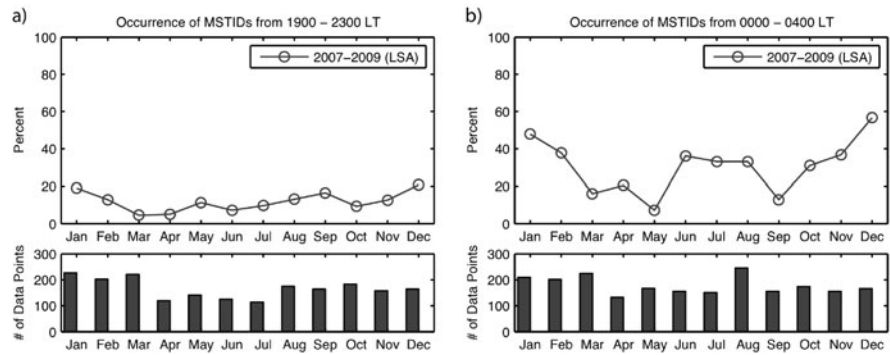 a)
Occurrence of MSTIDs from 1900 – 2300 LT
100
80
60
40
20
0
Percent
2007–2009 (LSA)
Jan Feb Mar Apr May Jun Jul Aug Sep Oct Nov Dec
300
200
100
0
# of Data Points
Jan Feb Mar Apr May Jun Jul Aug Sep Oct Nov Dec
b)
Occurrence of MSTIDs from 0000 – 0400 LT
100
80
60
40
20
0
Percent
2007–2009 (LSA)
Jan Feb Mar Apr May Jun Jul Aug Sep Oct Nov Dec
300
200
100
0
# of Data Points
Jan Feb Mar Apr May Jun Jul Aug Sep Oct Nov Dec